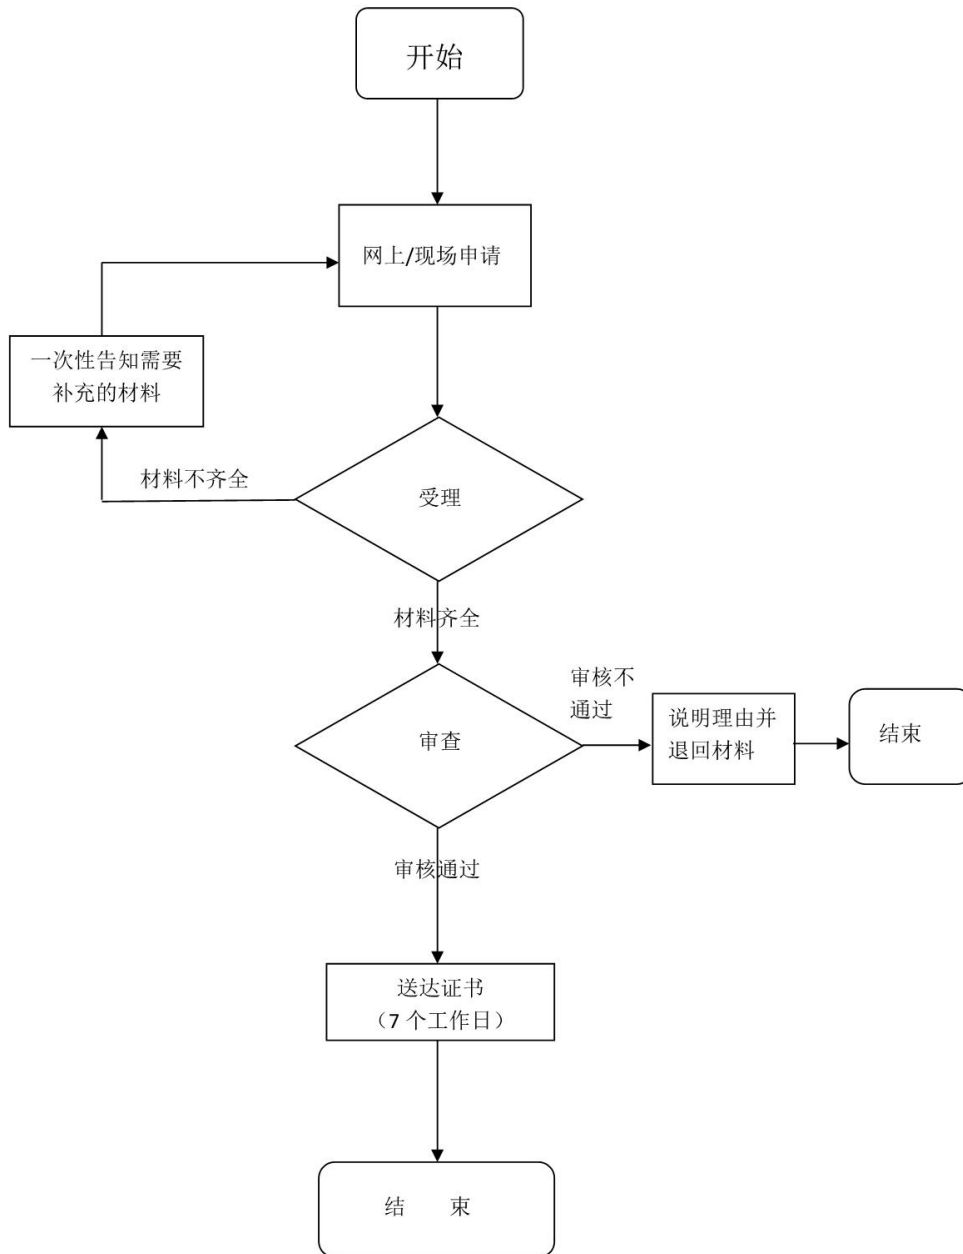 开始
网上/现场申请
一次性告知需要
补充的材料
材料不齐全
受理
材料齐全
审核不
通过
审查
说明理由并
退回材料
结束
审核通过
送达证书
（7个工作日）
结 束